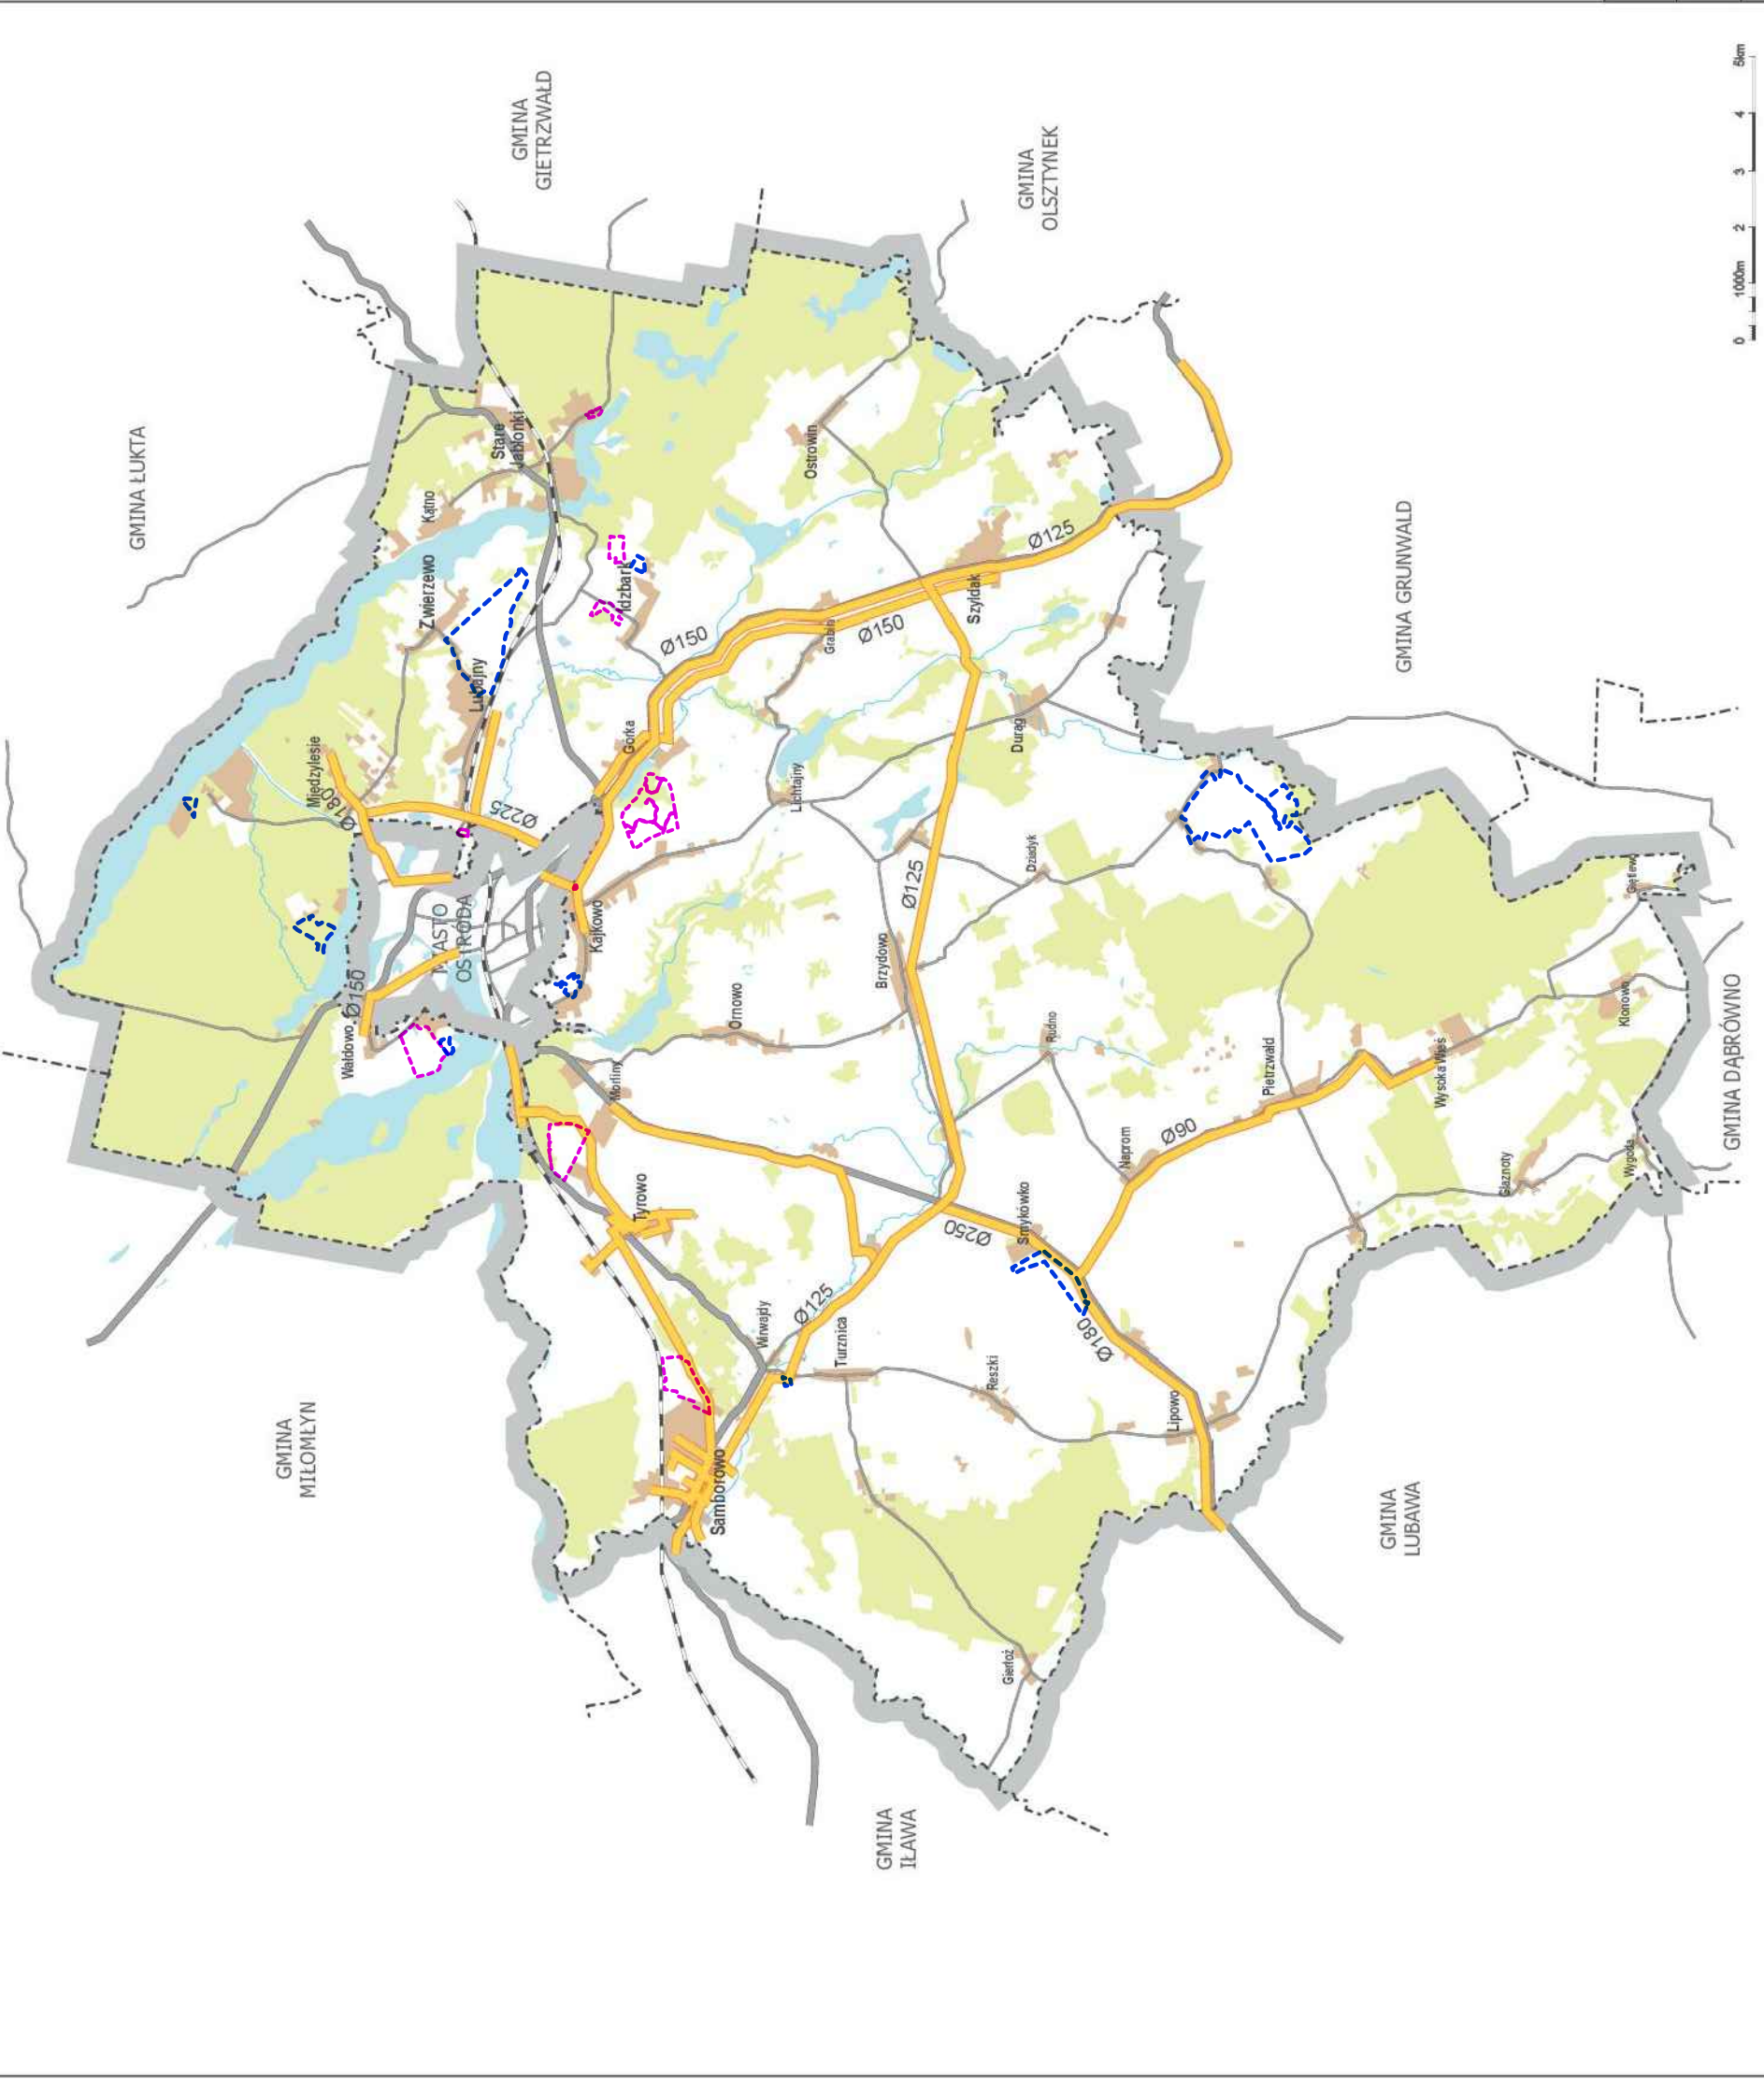 GMINA ŁUKTA
GMINA
GIETRZWAŁD
GMINA
OLSZTYNEK
GMINA GRUNWALD
GMINA DĄBRÓWNO
GMINA
LUBAWA
GMINA
IŁAWA
GMINA
MIŁOMŁYN
MIASTO
OSTRÓDA
Stare
Jabłonki
Kątno
Zwierzewo
Lubajny
Międzylesie
Ø180
Ø225
Idzbark
Ostrowin
Ø125
Szyldak
Ø150
Ø150
Grabin
Górka
Lichtajny
Durąg
Kajkowo
Ø150
Wałdowo
Ornowo
Morliny
Brzydowo
Ø125
Dziadyk
Rudno
Pietrzwałd
Wysoka Wieś
Klonowo
Giętlewo
Wygoda
Glaznoty
Naprom
Ø90
Smykówko
Ø250
Ø180
Tyrowo
Wirwajdy
Ø125
Turznica
Reszki
Lipowo
Samborowo
Gierłoż
0 1000m 2 3 4 5km